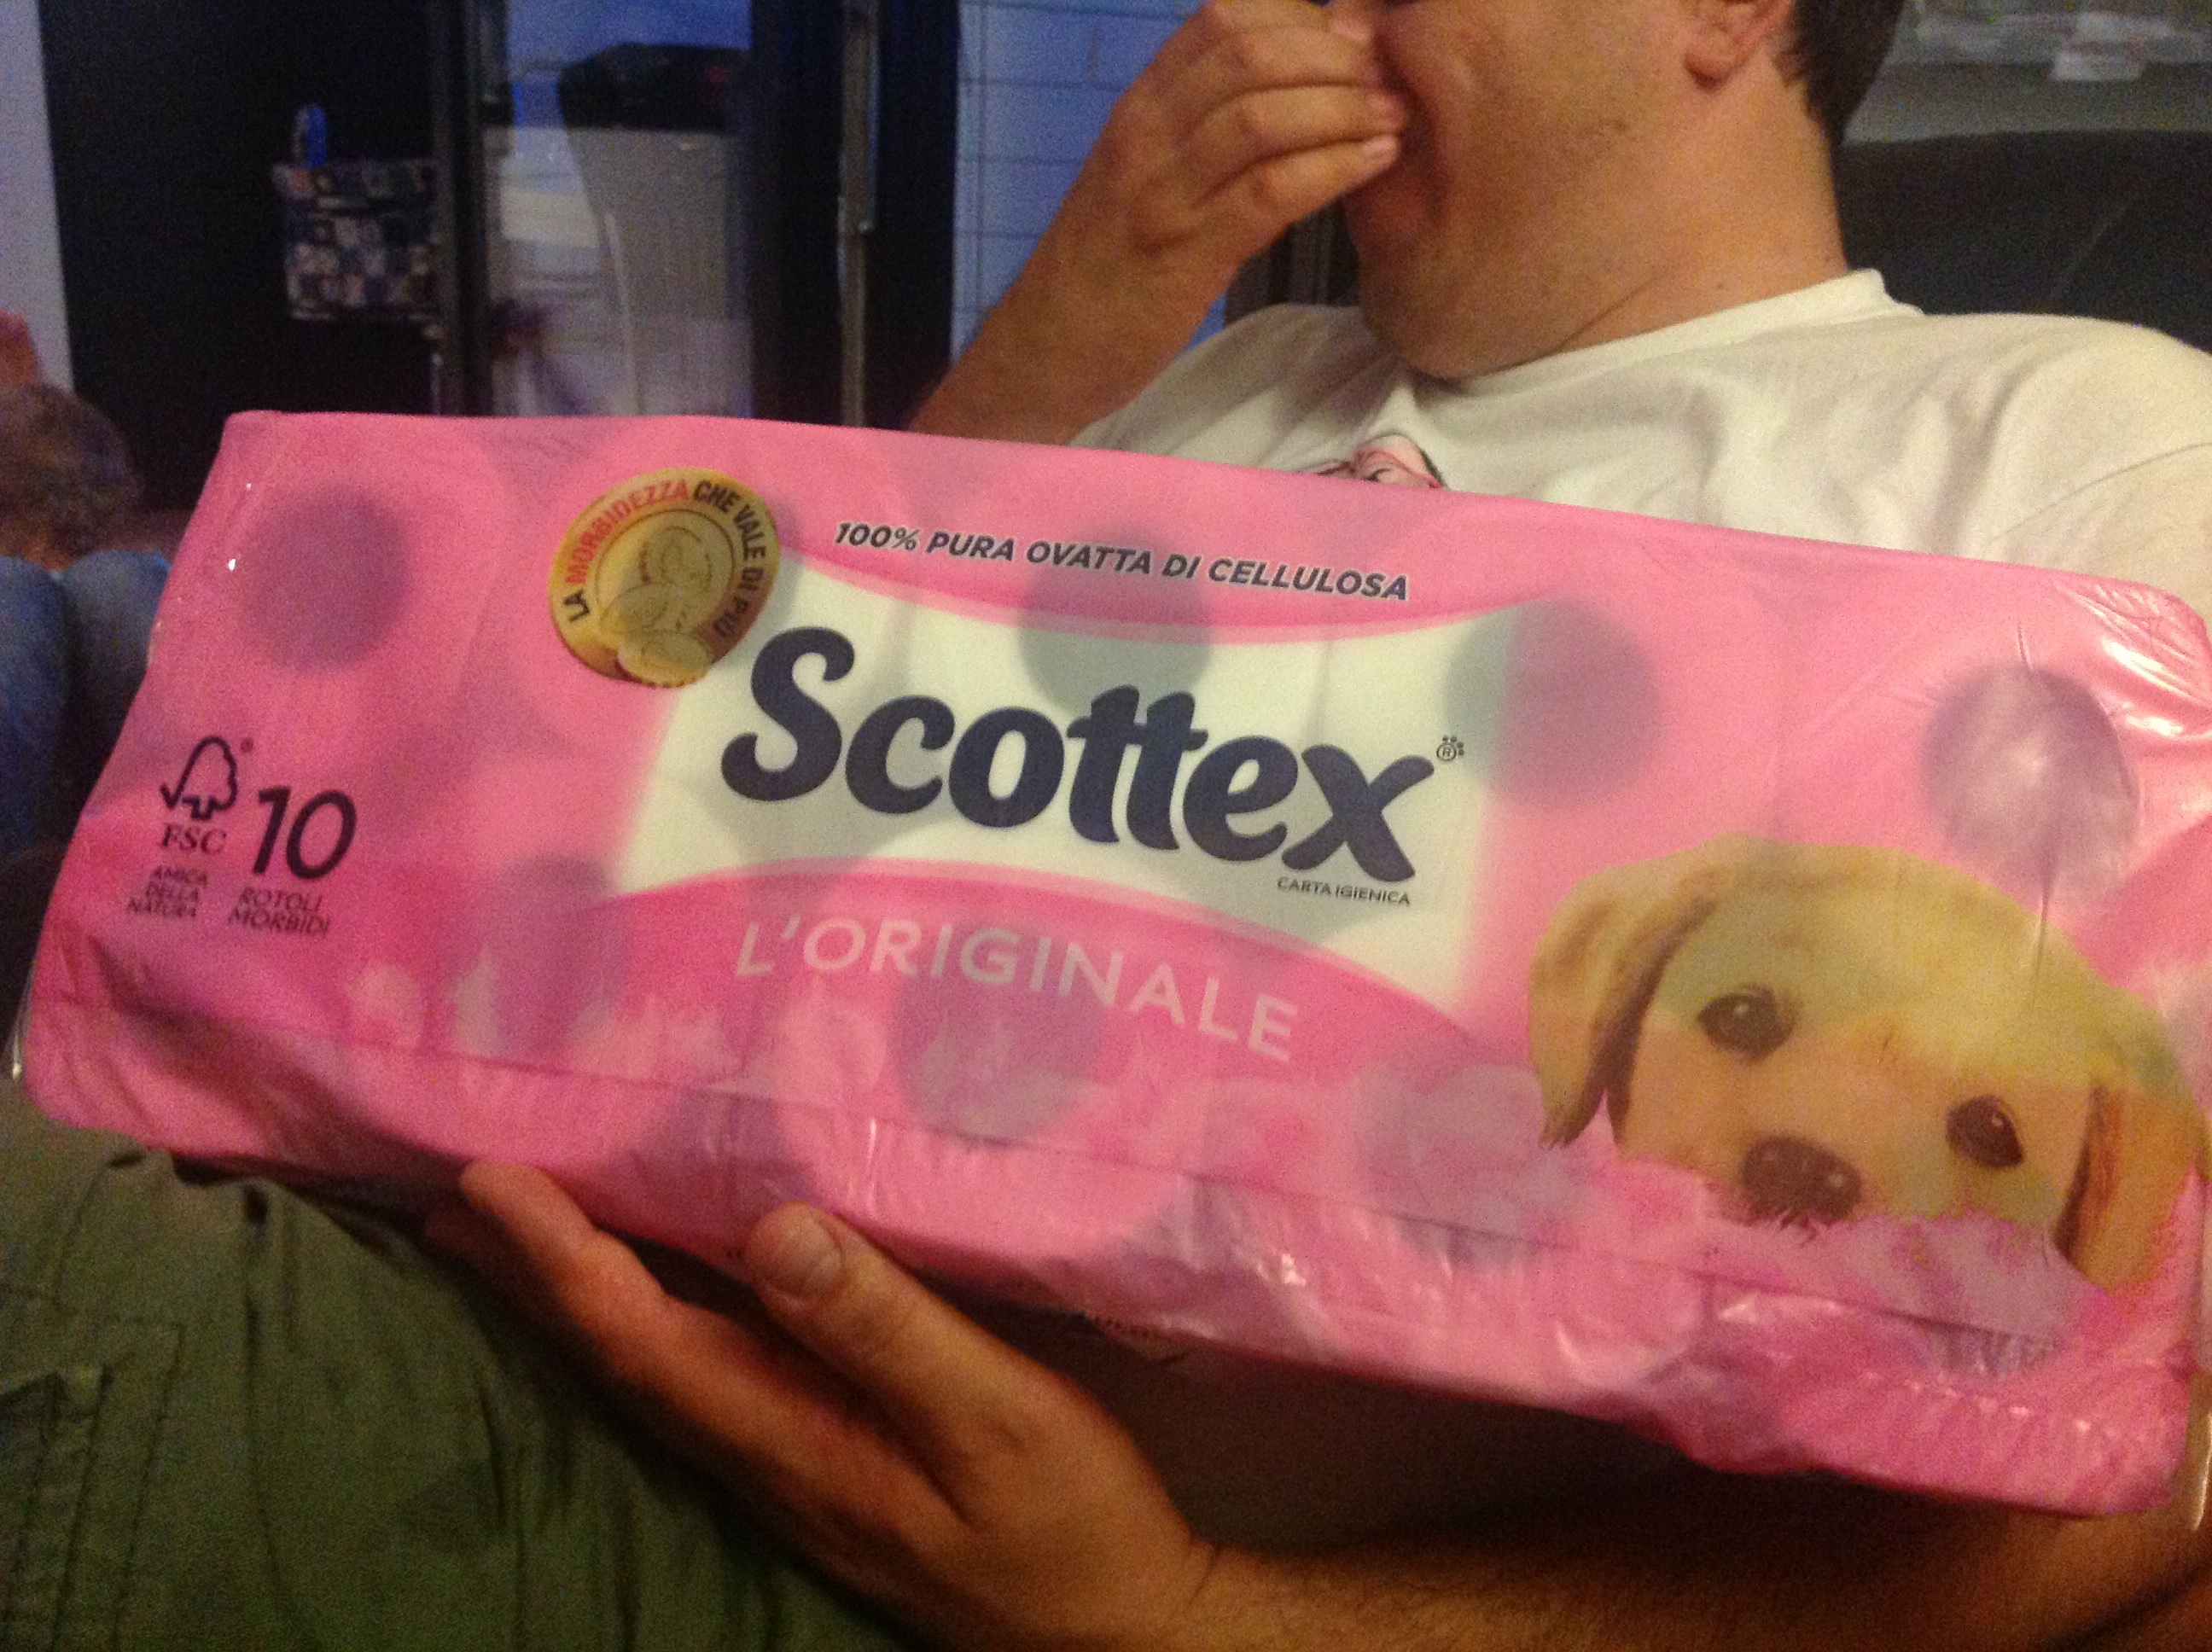 LA MORBIDEZZA CHE VALE DI PIÙ
100% PURA OVATTA DI CELLULOSA
Scottex®
CARTA IGIENICA
L'ORIGINALE
FSC®
AMICA
DELLA
NATURA
10
ROTOLI
MORBIDI